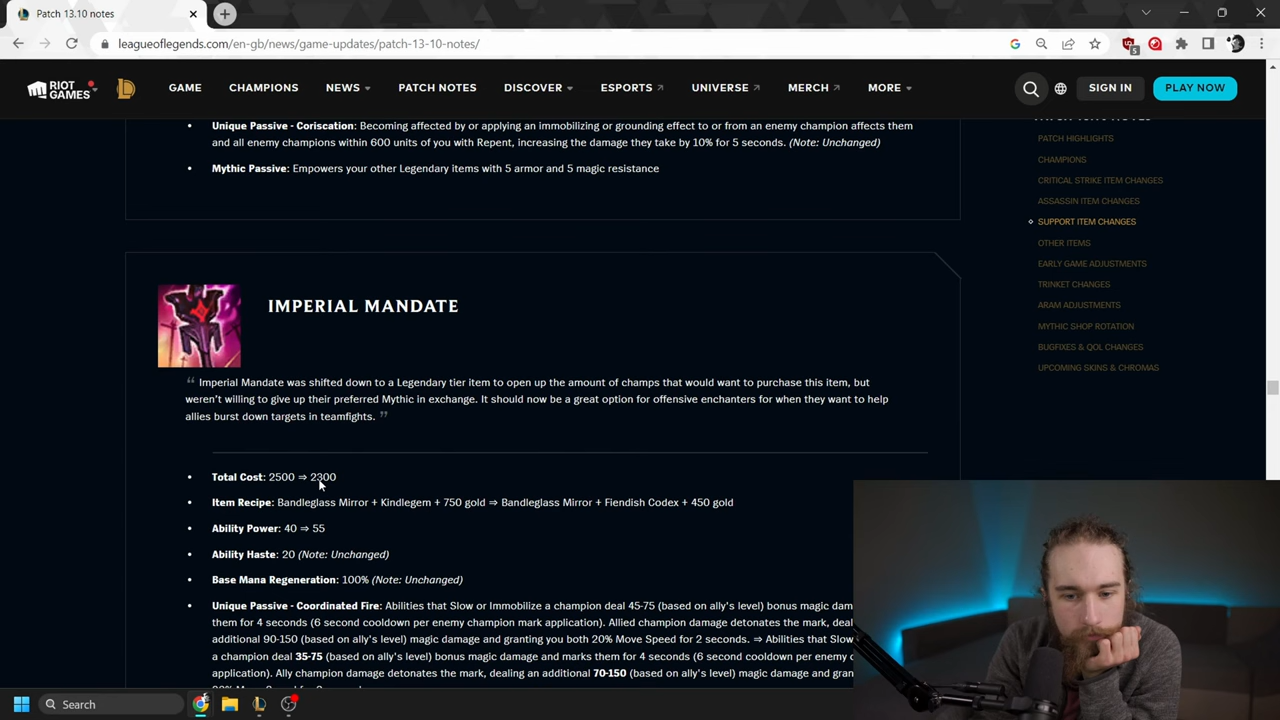 Patch 13.10 notes
leagueoflegends.com/en-gb/news/game-updates/patch-13-10-notes/
5
RIOT GAMES
GAME
CHAMPIONS
NEWS
PATCH NOTES
DISCOVER
ESPORTS
UNIVERSE
MERCH
MORE
SIGN IN
PLAY NOW
Unique Passive - Coriscation: Becoming affected by or applying an immobilizing or grounding effect to or from an enemy champion affects them
and all enemy champions within 600 units of you with Repent, increasing the damage they take by 10% for 5 seconds. (Note: Unchanged)
Mythic Passive: Empowers your other Legendary items with 5 armor and 5 magic resistance
IMPERIAL MANDATE
“ Imperial Mandate was shifted down to a Legendary tier item to open up the amount of champs that would want to purchase this item, but
weren't willing to give up their preferred Mythic in exchange. It should now be a great option for offensive enchanters for when they want to help
allies burst down targets in teamfights. ”
Total Cost: 2500 ⇒ 2300
Item Recipe: Bandleglass Mirror + Kindlegem + 750 gold ⇒ Bandleglass Mirror + Fiendish Codex + 450 gold
Ability Power: 40 ⇒ 55
Ability Haste: 20 (Note: Unchanged)
Base Mana Regeneration: 100% (Note: Unchanged)
Unique Passive - Coordinated Fire: Abilities that Slow or Immobilize a champion deal 45-75 (based on ally's level) bonus magic dam
them for 4 seconds (6 second cooldown per enemy champion mark application). Allied champion damage detonates the mark, deal
additional 90-150 (based on ally's level) magic damage and granting you both 20% Move Speed for 2 seconds. ⇒ Abilities that Slow
a champion deal 35-75 (based on ally's level) bonus magic damage and marks them for 4 seconds (6 second cooldown per enemy c
application). Ally champion damage detonates the mark, dealing an additional 70-150 (based on ally's level) magic damage and gran
PATCH HIGHLIGHTS
CHAMPIONS
CRITICAL STRIKE ITEM CHANGES
ASSASSIN ITEM CHANGES
SUPPORT ITEM CHANGES
OTHER ITEMS
EARLY GAME ADJUSTMENTS
TRINKET CHANGES
ARAM ADJUSTMENTS
MYTHIC SHOP ROTATION
BUGFIXES & QOL CHANGES
UPCOMING SKINS & CHROMAS
Search